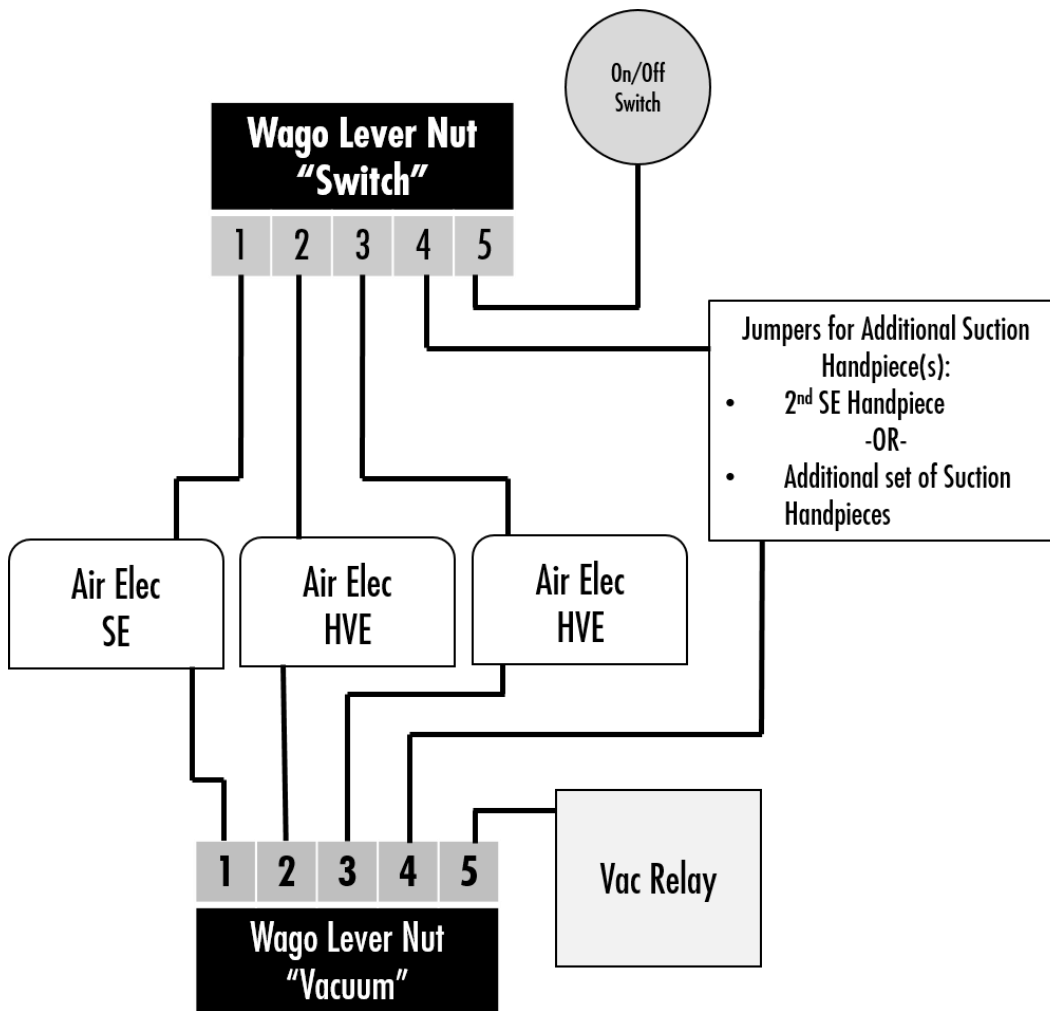 On/Off
Switch
Wago Lever Nut
“Switch”
1 2 3 4 5
Jumpers for Additional Suction
Handpiece(s):
• 2nd SE Handpiece
-OR-
• Additional set of Suction
Handpieces
Air Elec
SE
Air Elec
HVE
Air Elec
HVE
1 2 3 4 5
Wago Lever Nut
“Vacuum”
Vac Relay